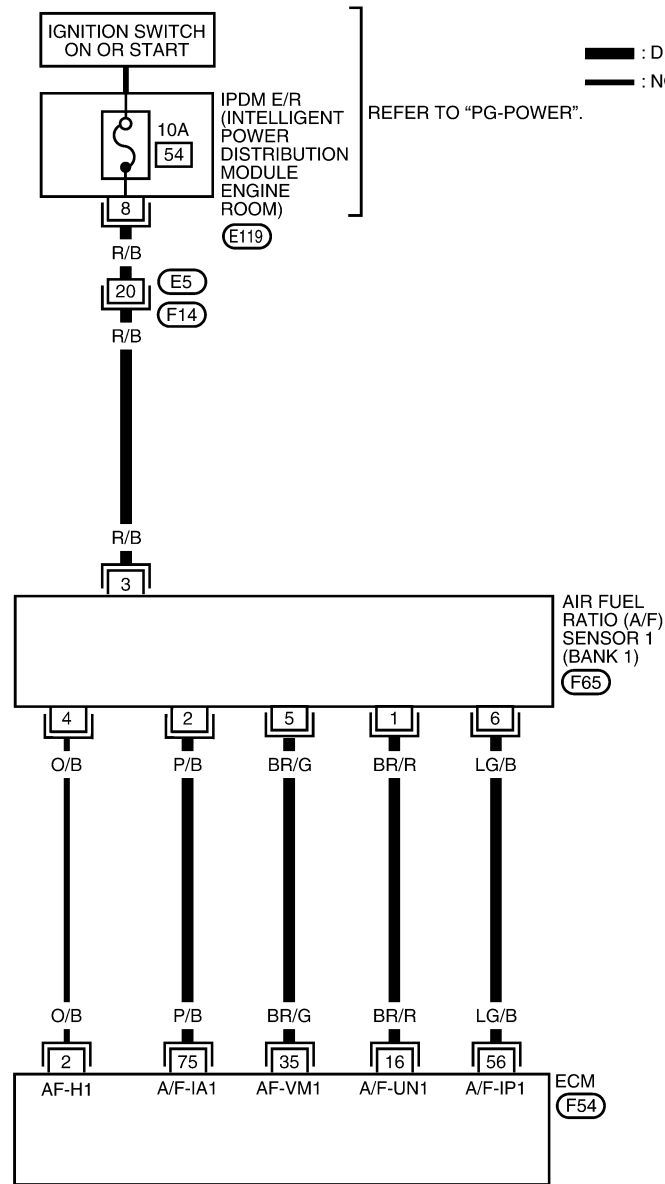 IGNITION SWITCH
ON OR START
: D
: N
IPDM E/R
(INTELLIGENT
POWER
DISTRIBUTION
MODULE
ENGINE
ROOM)
REFER TO “PG-POWER”.
10A
54
8
E119
R/B
20
E5
F14
R/B
R/B
3
AIR FUEL
RATIO (A/F)
SENSOR 1
(BANK 1)
F65
4 2 5 1 6
O/B P/B BR/G BR/R LG/B
O/B P/B BR/G BR/R LG/B
2 75 35 16 56
AF-H1 A/F-IA1 AF-VM1 A/F-UN1 A/F-IP1
ECM
F54